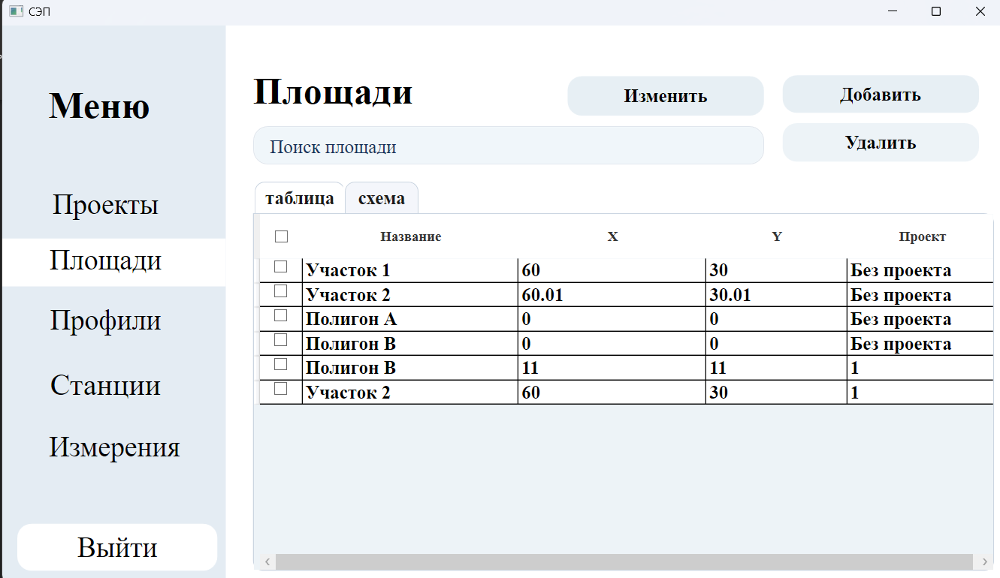 СЭП
Меню
Проекты
Площади
Профили
Станции
Измерения
Выйти
Площади
Изменить
Добавить
Поиск площади
Удалить
таблица схема
Название X Y Проект
Участок 1 60 30 Без проекта
Участок 2 60.01 30.01 Без проекта
Полигон А 0 0 Без проекта
Полигон В 0 0 Без проекта
Полигон В 11 11 1
Участок 2 60 30 1